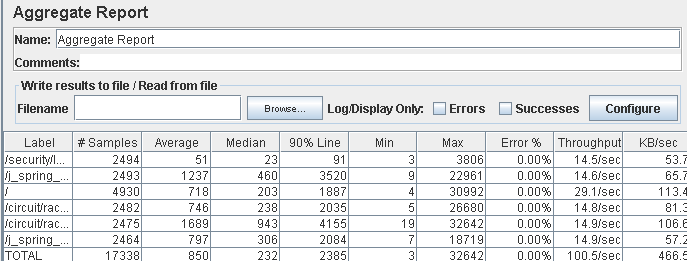 Aggregate Report
Name: Aggregate Report
Comments:
Write results to file / Read from file
Filename Browse... Log/Display Only: Errors Successes Configure
Label # Samples Average Median 90% Line Min Max Error % Throughput KB/sec
/security/l... 2494 51 23 91 3 3806 0.00% 14.5/sec 53.7
/j_spring_... 2493 1237 460 3520 9 22961 0.00% 14.6/sec 65.7
/ 4930 718 203 1887 4 30992 0.00% 29.1/sec 113.4
/circuit/rac... 2482 746 238 2035 5 26680 0.00% 14.8/sec 81.3
/circuit/rac... 2475 1689 943 4155 19 32642 0.00% 14.9/sec 106.6
/j_spring_... 2464 797 306 2084 7 18719 0.00% 14.9/sec 57.2
TOTAL 17338 850 232 2385 3 32642 0.00% 100.5/sec 466.5